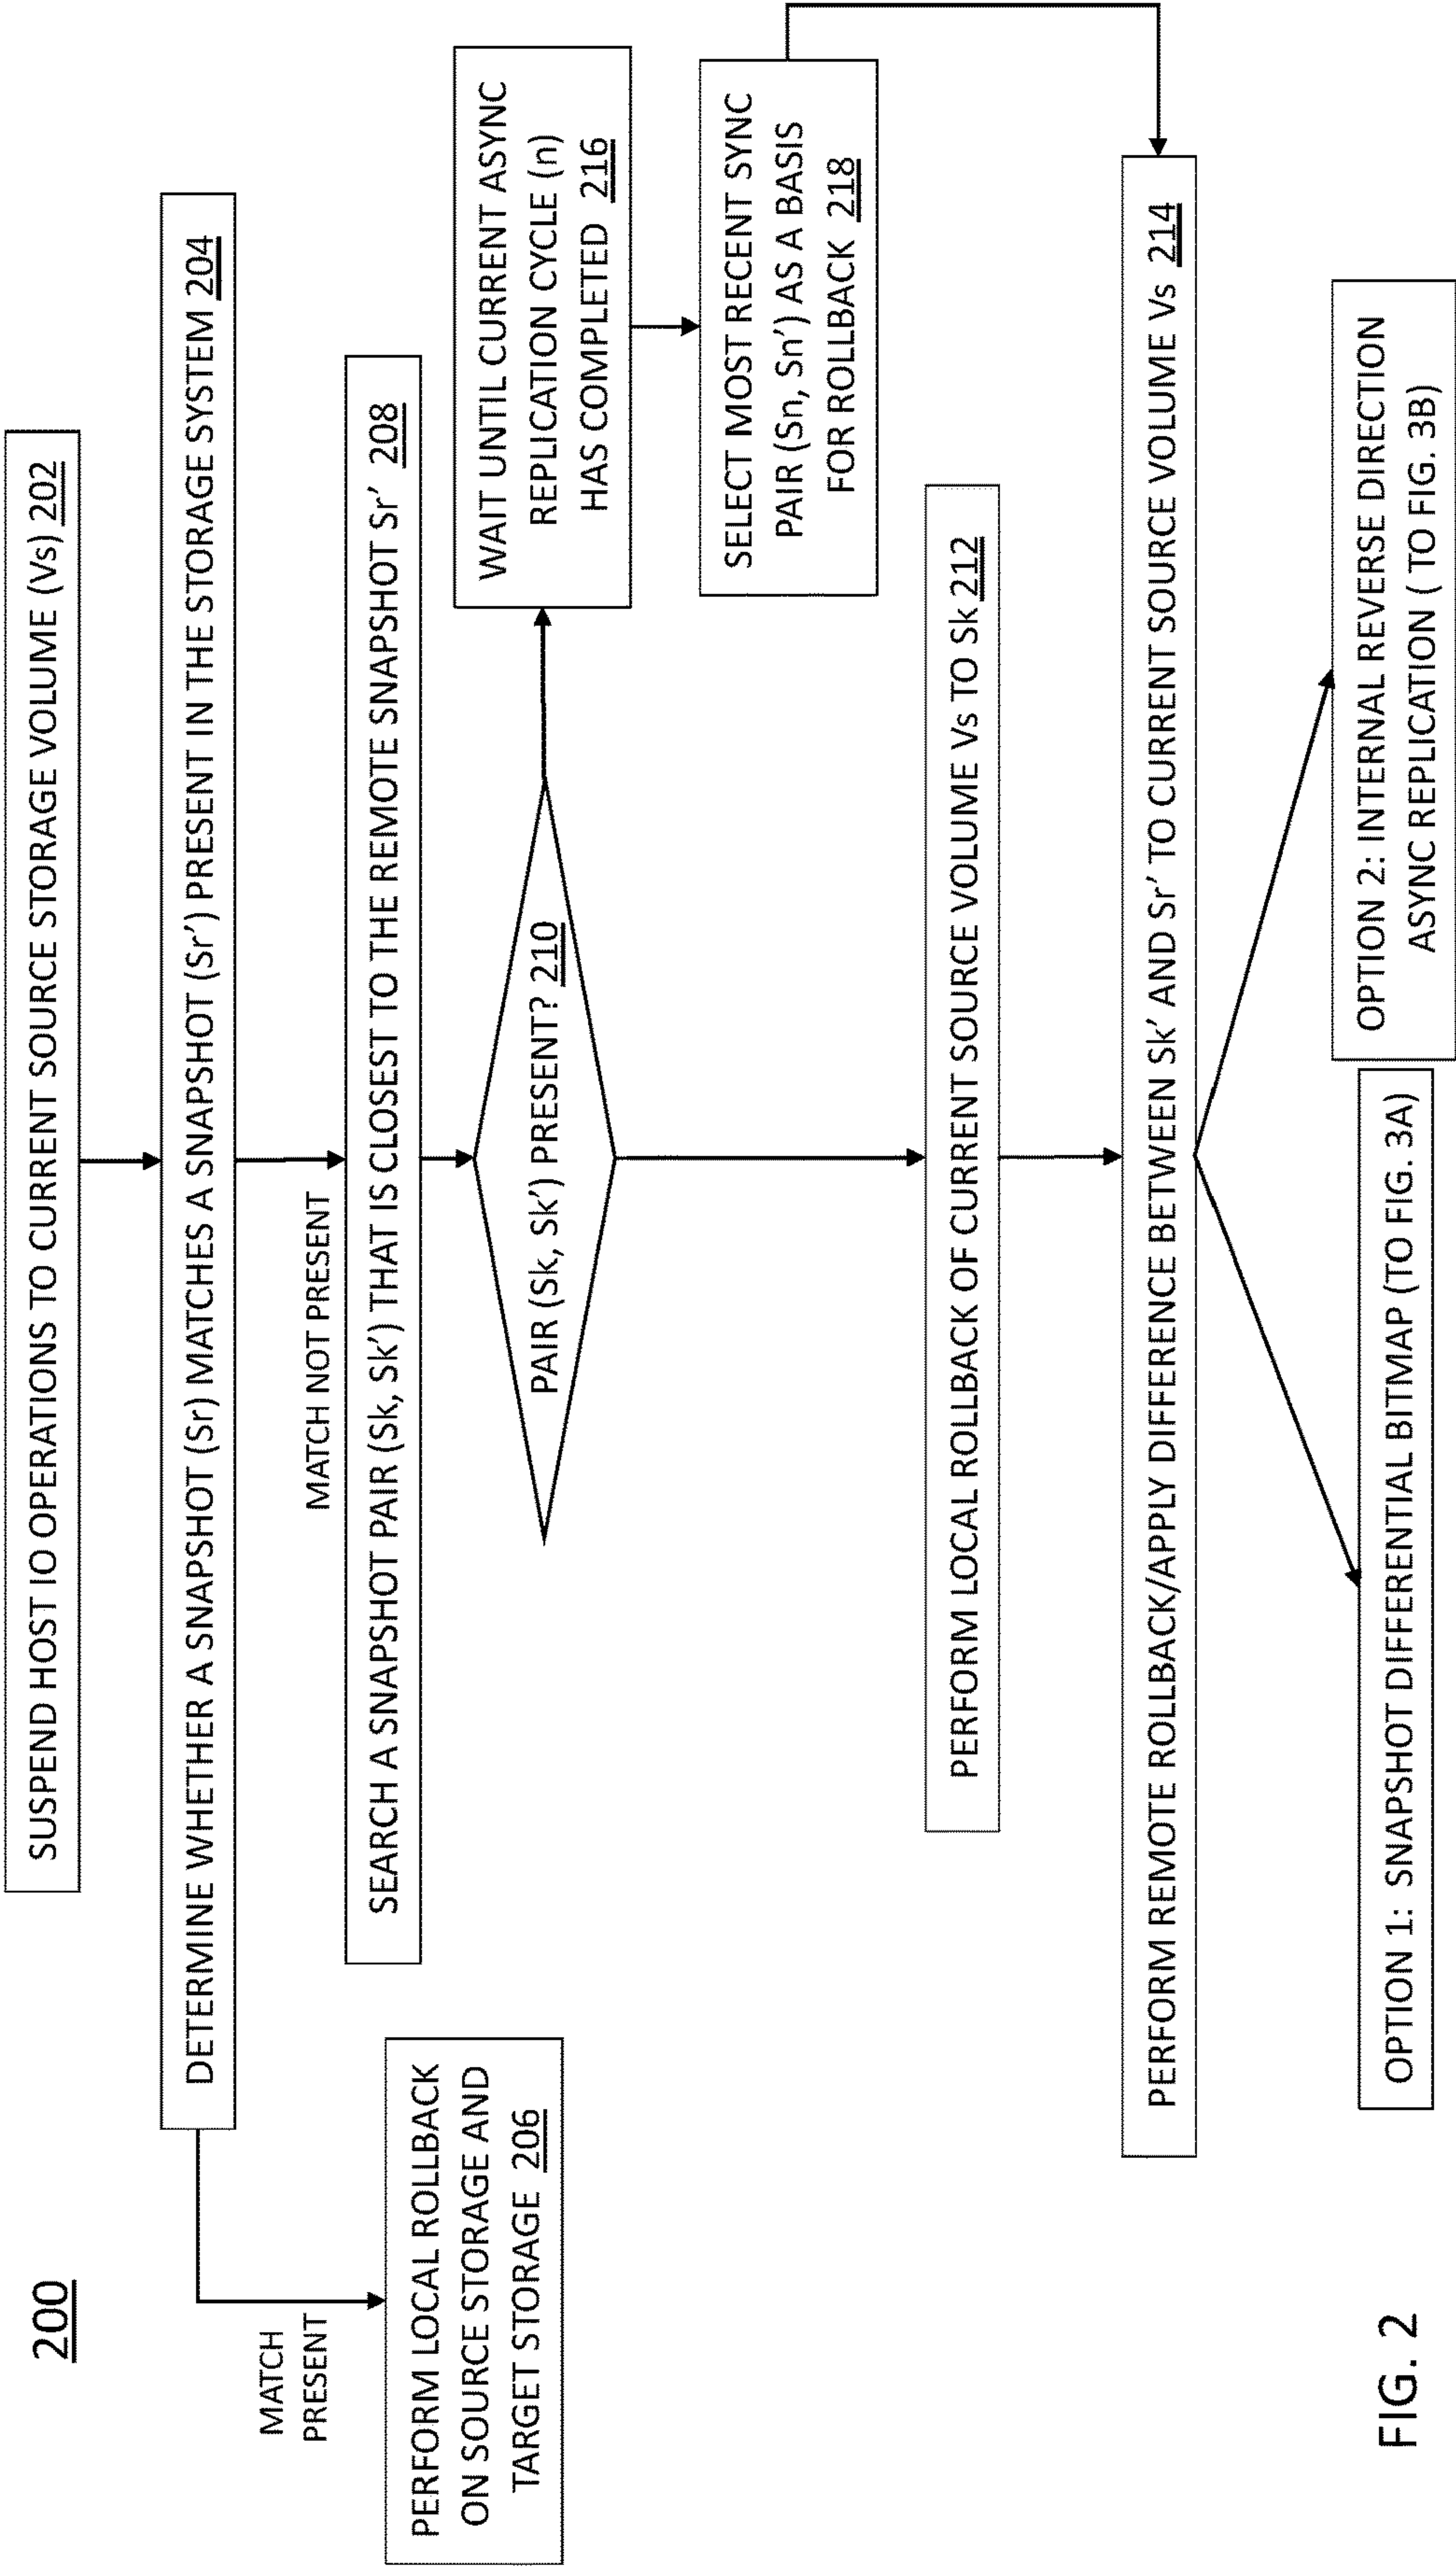 200
SUSPEND HOST IO OPERATIONS TO CURRENT SOURCE STORAGE VOLUME (Vs) 202
DETERMINE WHETHER A SNAPSHOT (Sr) MATCHES A SNAPSHOT (Sr’) PRESENT IN THE STORAGE SYSTEM 204
MATCH
PRESENT
MATCH NOT PRESENT
PERFORM LOCAL ROLLBACK
ON SOURCE STORAGE AND
TARGET STORAGE 206
SEARCH A SNAPSHOT PAIR (Sk, Sk’) THAT IS CLOSEST TO THE REMOTE SNAPSHOT Sr’ 208
PAIR (Sk, Sk’) PRESENT? 210
WAIT UNTIL CURRENT ASYNC
REPLICATION CYCLE (n)
HAS COMPLETED 216
SELECT MOST RECENT SYNC
PAIR (Sn, Sn’) AS A BASIS
FOR ROLLBACK 218
PERFORM LOCAL ROLLBACK OF CURRENT SOURCE VOLUME Vs TO Sk 212
PERFORM REMOTE ROLLBACK/APPLY DIFFERENCE BETWEEN Sk’ AND Sr’ TO CURRENT SOURCE VOLUME Vs 214
OPTION 1: SNAPSHOT DIFFERENTIAL BITMAP (TO FIG. 3A)
OPTION 2: INTERNAL REVERSE DIRECTION
ASYNC REPLICATION ( TO FIG. 3B)
FIG. 2